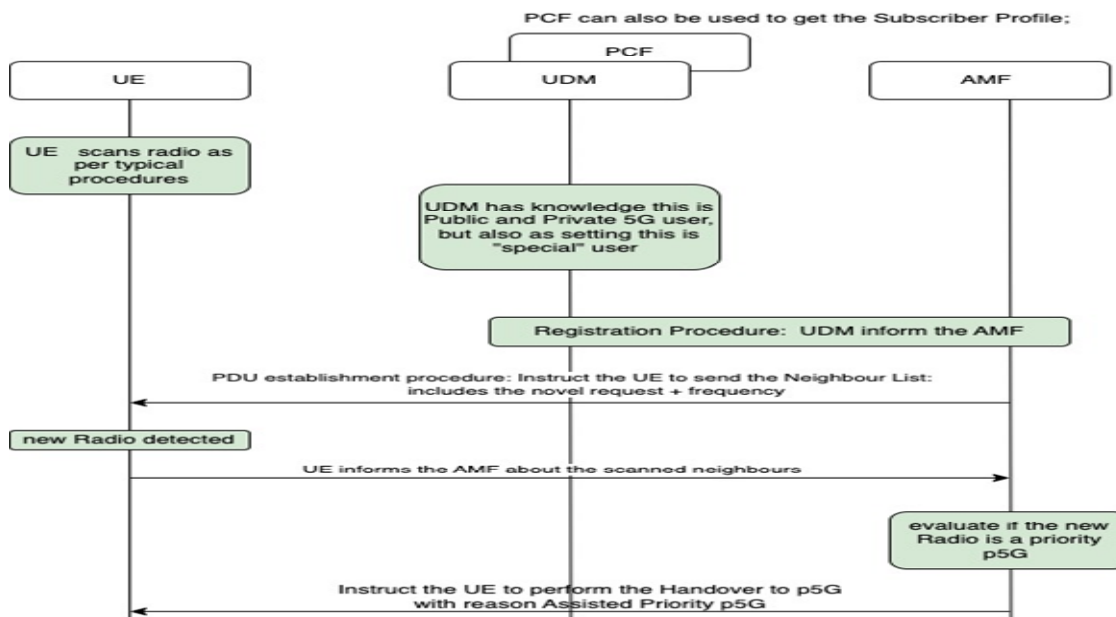 PCF can also be used to get the Subscriber Profile;
PCF
UE
UDM
AMF
UE scans radio as
per typical
procedures
UDM has knowledge this is
Public and Private 5G user,
but also as setting this is
"special" user
Registration Procedure: UDM inform the AMF
PDU establishment procedure: Instruct the UE to send the Neighbour List:
includes the novel request + frequency
new Radio detected
UE informs the AMF about the scanned neighbours
evaluate if the new
Radio is a priority
p5G
Instruct the UE to perform the Handover to p5G
with reason Assisted Priority p5G